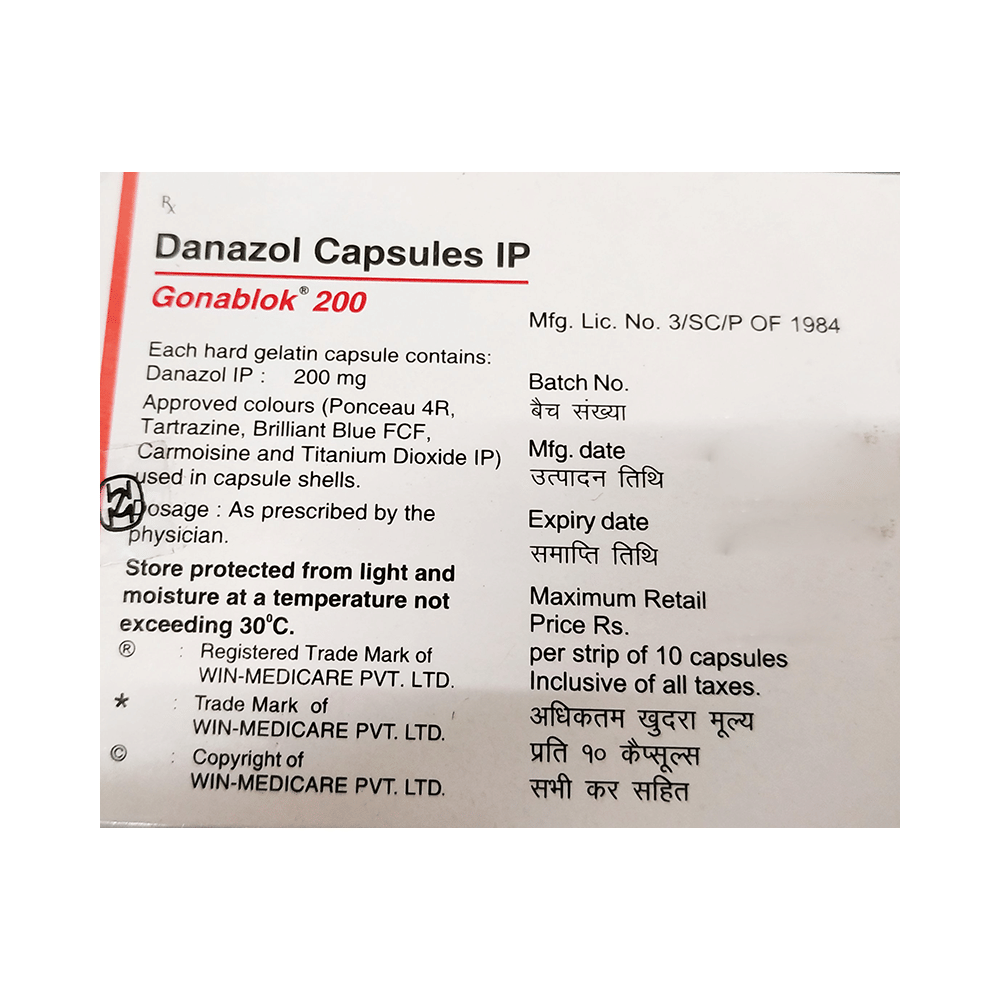 Rx
Danazol Capsules IP
Gonablok® 200
Each hard gelatin capsule contains:
Danazol IP : 200 mg
Approved colours (Ponceau 4R,
Tartrazine, Brilliant Blue FCF,
Carmoisine and Titanium Dioxide IP)
used in capsule shells.
Dosage : As prescribed by the
physician.
Store protected from light and
moisture at a temperature not
exceeding 30⁰C.
® : Registered Trade Mark of
WIN-MEDICARE PVT. LTD.
* : Trade Mark of
WIN-MEDICARE PVT. LTD.
© : Copyright of
WIN-MEDICARE PVT. LTD.
Mfg. Lic. No. 3/SC/P OF 1984
Batch No.
बैच संख्या
Mfg. date
उत्पादन तिथि
Expiry date
समाप्ति तिथि
Maximum Retail
Price Rs.
per strip of 10 capsules
Inclusive of all taxes.
अधिकतम खुदरा मूल्य
प्रति १० कैप्सूल्स
सभी कर सहित